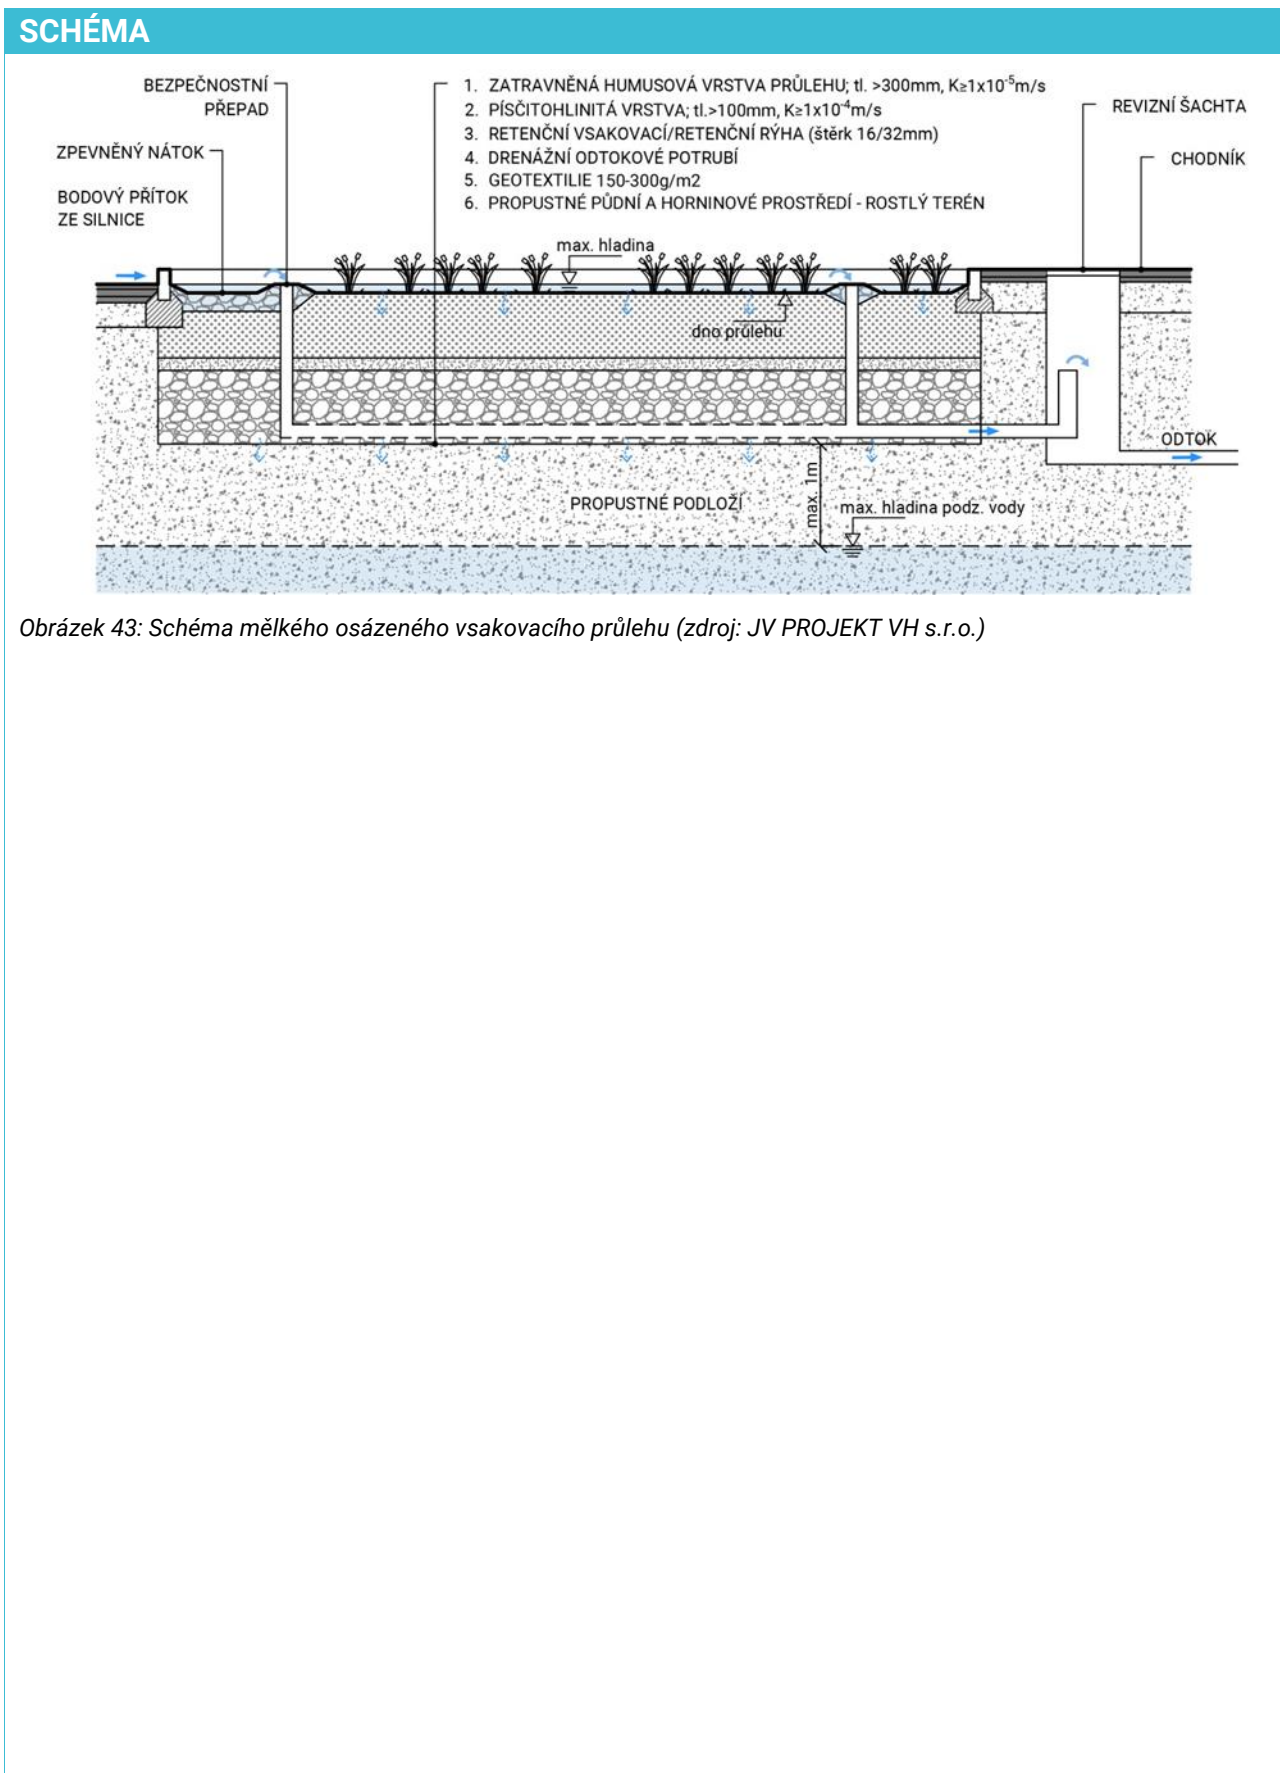 SCHÉMA
BEZPEČNOSTNÍ
PŘEPAD
ZPEVNĚNÝ NÁTOK
BODOVÝ PŘÍTOK
ZE SILNICE
1. ZATRAVNĚNÁ HUMUSOVÁ VRSTVA PRŮLEHU; tl. >300mm, K≥1x10⁻⁵m/s
2. PÍSČITOHLINITÁ VRSTVA; tl.>100mm, K≥1x10⁻⁴m/s
3. RETENČNÍ VSAKOVACÍ/RETENČNÍ RÝHA (štěrk 16/32mm)
4. DRENÁŽNÍ ODTOKOVÉ POTRUBÍ
5. GEOTEXTILIE 150-300g/m2
6. PROPUSTNÉ PŮDNÍ A HORNINOVÉ PROSTŘEDÍ - ROSTLÝ TERÉN
REVIZNÍ ŠACHTA
CHODNÍK
max. hladina
dno průlehu
ODTOK
PROPUSTNÉ PODLOŽÍ
max. 1m
max. hladina podz. vody
Obrázek 43: Schéma mělkého osázeného vsakovacího průlehu (zdroj: JV PROJEKT VH s.r.o.)